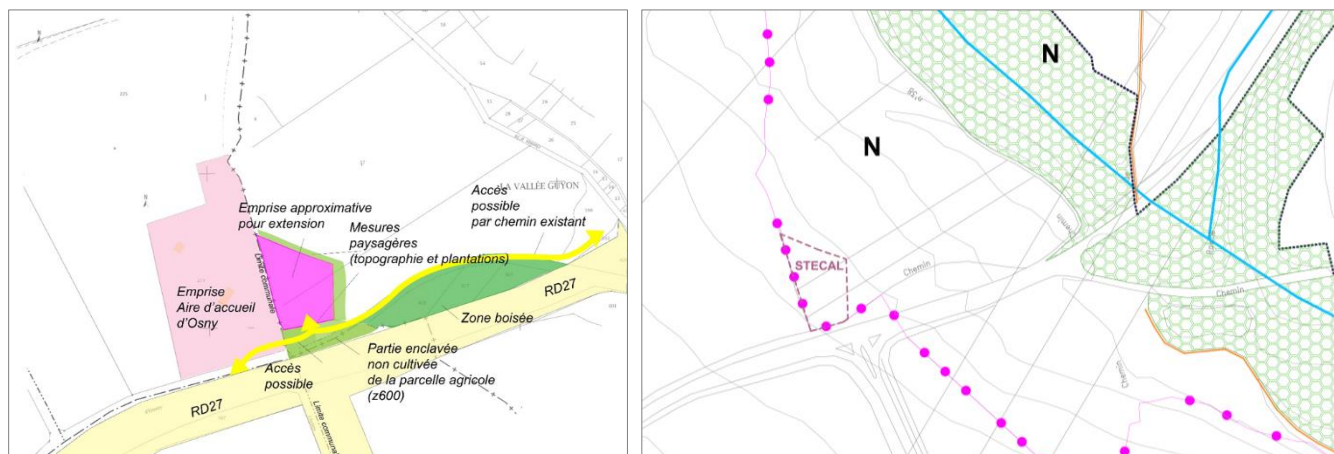 LA VALLÉE GUYON
Accès
possible
par chemin existant
Emprise approximative
pour extension
Mesures
paysagères
(topographie et plantations)
Limite communale
Emprise
Aire d'accueil
d'Osny
RD27
Zone boisée
Partie enclavée
non cultivée
de la parcelle agricole
(z600)
Accès
possible
RD27
N
N
STECAL
Chemin
Chemin
Chemin
Chemin